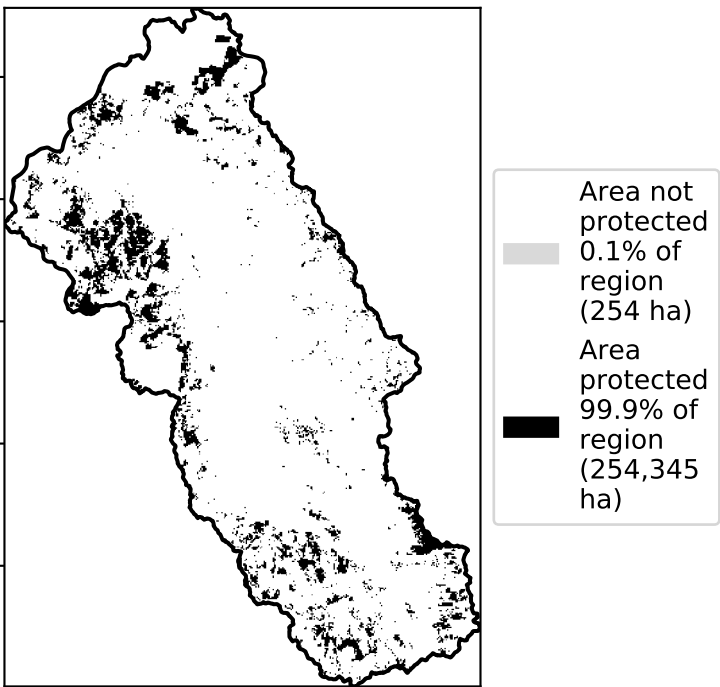 Area not
protected
0.1% of
region
(254 ha)
Area
protected
99.9% of
region
(254,345
ha)